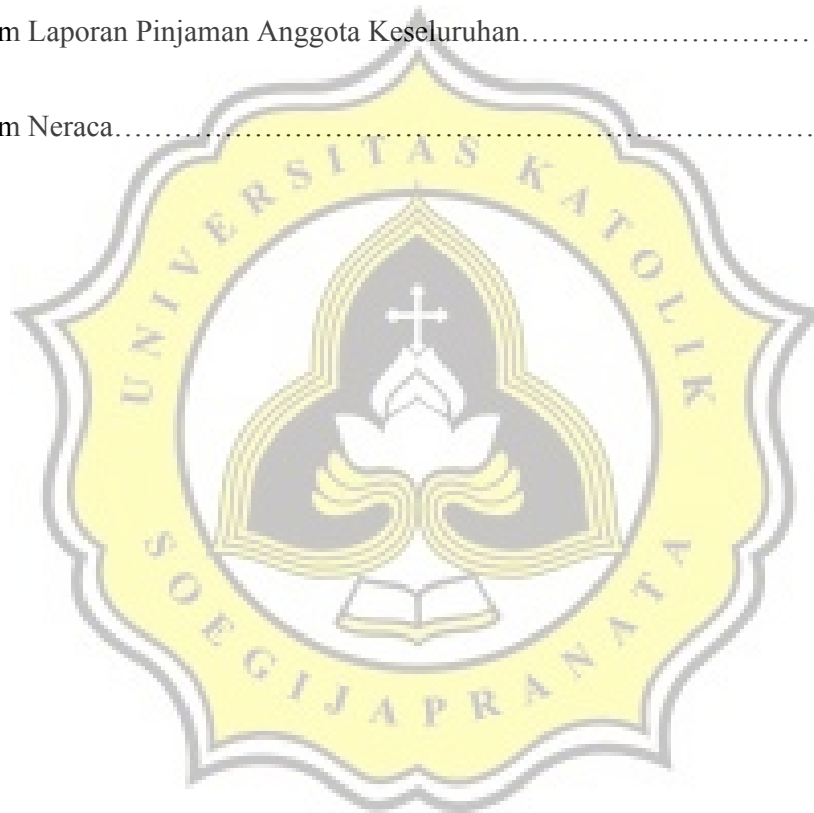 m Laporan Pinjaman Anggota Keseluruhan…………………………
m Neraca……………………………………………………………
UNIVERSITAS KATOLIK
SOEGIJAPRANATA